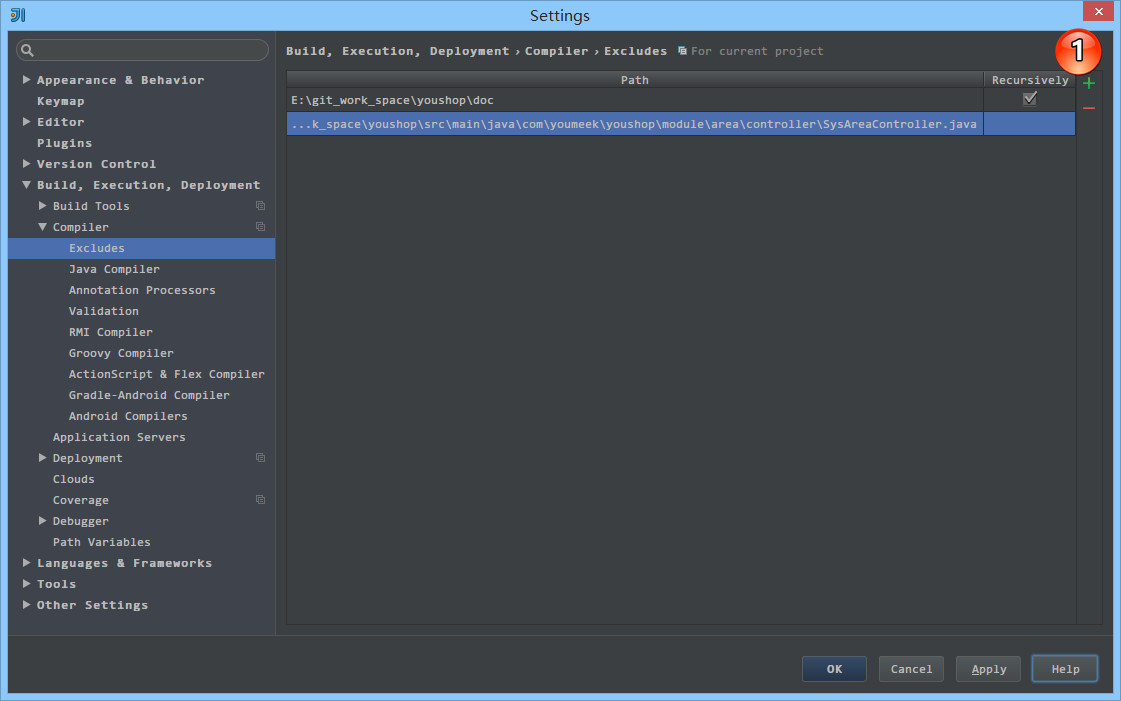 Settings
Build, Execution, Deployment › Compiler › Excludes For current project
1
Appearance & Behavior
Keymap
Editor
Plugins
Version Control
Build, Execution, Deployment
Build Tools
Compiler
Excludes
Java Compiler
Annotation Processors
Validation
RMI Compiler
Groovy Compiler
ActionScript & Flex Compiler
Gradle-Android Compiler
Android Compilers
Application Servers
Deployment
Clouds
Coverage
Debugger
Path Variables
Languages & Frameworks
Tools
Other Settings
Path Recursively
E:\git_work_space\youshop\doc
...k_space\youshop\src\main\java\com\youmeek\youshop\module\area\controller\SysAreaController.java
OK Cancel Apply Help